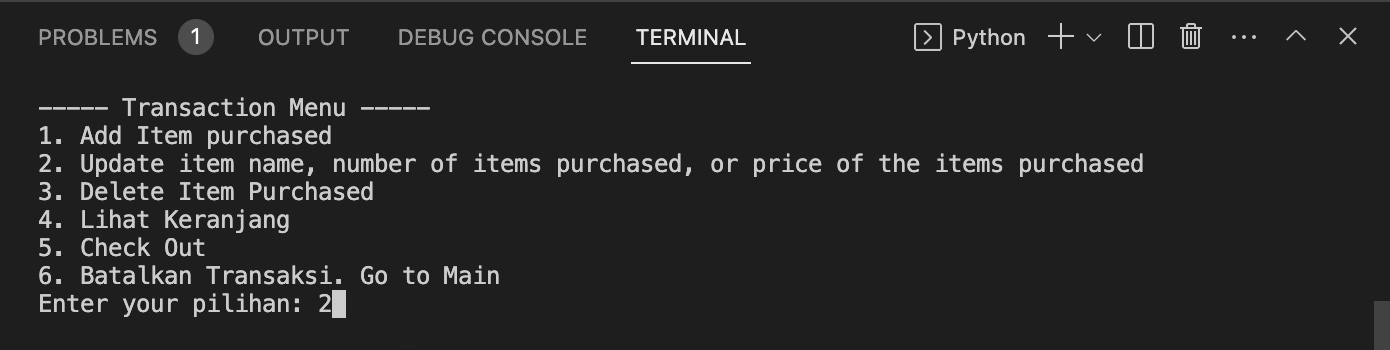 PROBLEMS 1 OUTPUT DEBUG CONSOLE TERMINAL Python
----- Transaction Menu -----
1. Add Item purchased
2. Update item name, number of items purchased, or price of the items purchased
3. Delete Item Purchased
4. Lihat Keranjang
5. Check Out
6. Batalkan Transaksi. Go to Main
Enter your pilihan: 2